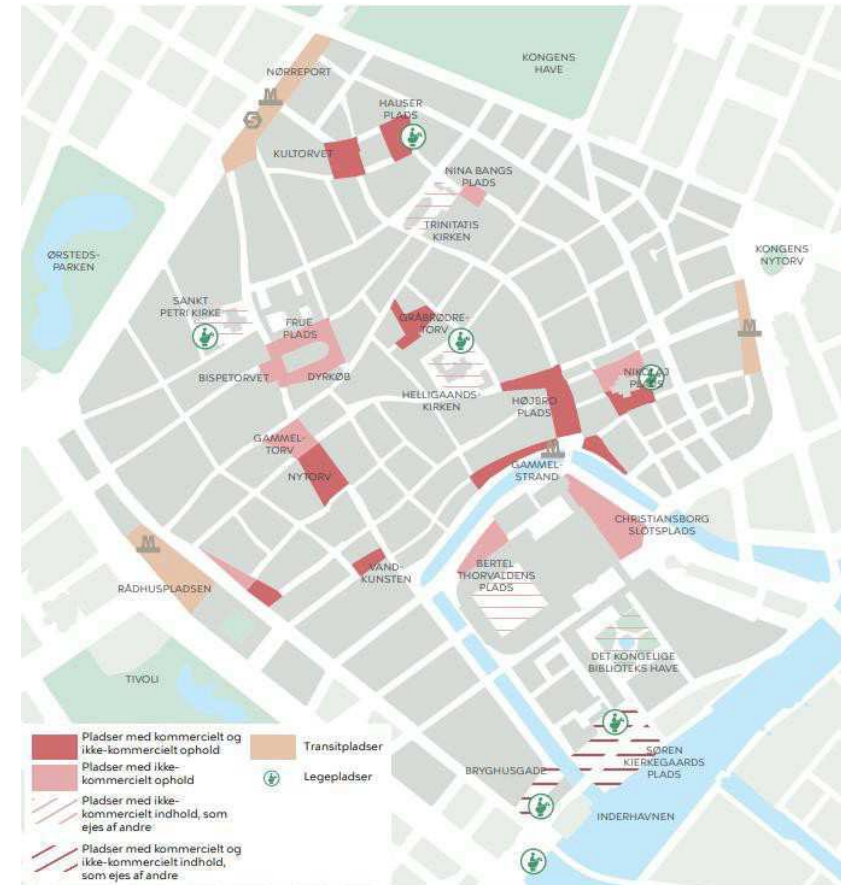 NØRREPORT
KONGENS
HAVE
HAUSER
PLADS
KULTORVET
NINA BANGS
PLADS
TRINITATIS
KIRKEN
ØRSTEDS-
PARKEN
KONGENS
NYTORV
SANKT
PETRI KIRKE
FRUE
PLADS
GRÅBRØDRE-
TORV
BISPETORVET
DYRKØB
HELLIGAANDS-
KIRKEN
HØJBRO
PLADS
NIKOLAJ
PLADS
GAMMEL-
TORV
NYTORV
GAMMEL-
STRAND
CHRISTIANSBORG
SLOTSPLADS
VAND-
KUNSTEN
BERTEL
THORVALDENS
PLADS
RÅDHUSPLADSEN
DET KONGELIGE
BIBLIOTEKS HAVE
TIVOLI
SØREN
KIERKEGAARDS
PLADS
BRYGHUSGADE
INDERHAVNEN
M
S
M
M
M
Pladser med kommercielt og
ikke-kommercielt ophold
Pladser med ikke-
kommercielt ophold
Pladser med ikke-
kommercielt indhold, som
ejes af andre
Pladser med kommercielt og
ikke-kommercielt indhold,
som ejes af andre
Transitpladser
Legepladser